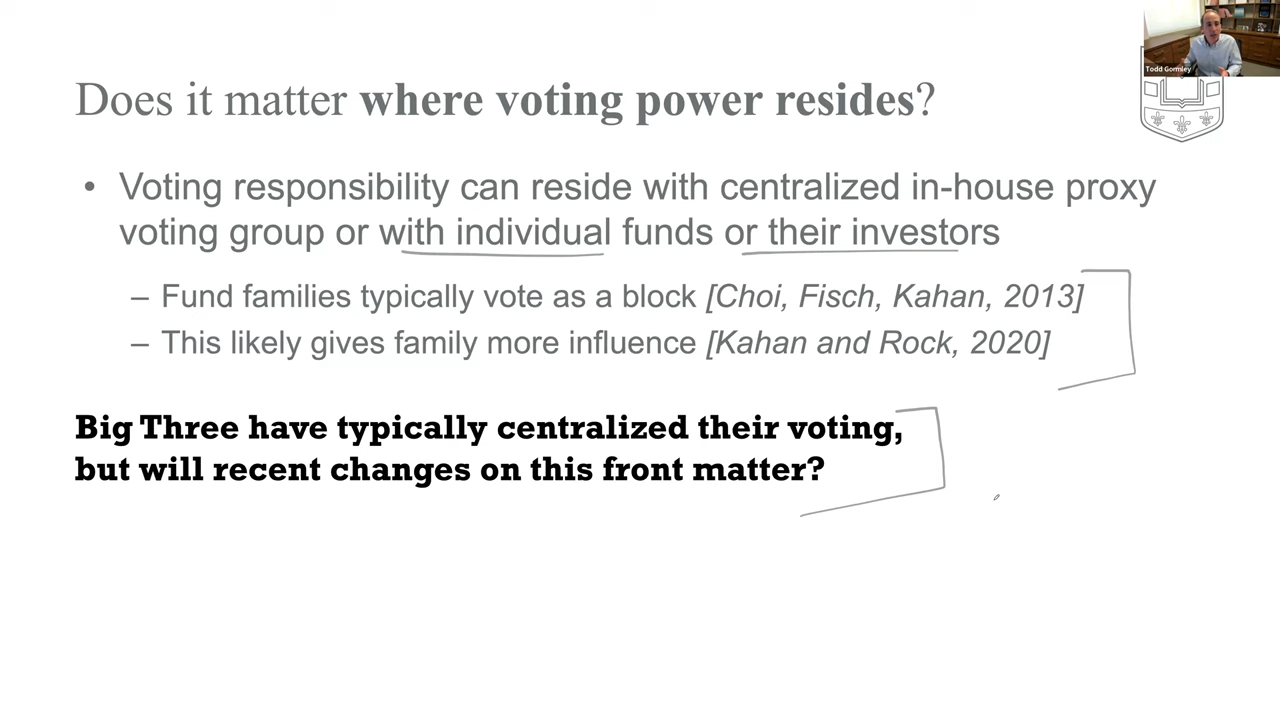 Todd Gormley
Does it matter where voting power resides?
• Voting responsibility can reside with centralized in-house proxy
voting group or with individual funds or their investors
– Fund families typically vote as a block [Choi, Fisch, Kahan, 2013]
– This likely gives family more influence [Kahan and Rock, 2020]
Big Three have typically centralized their voting,
but will recent changes on this front matter?